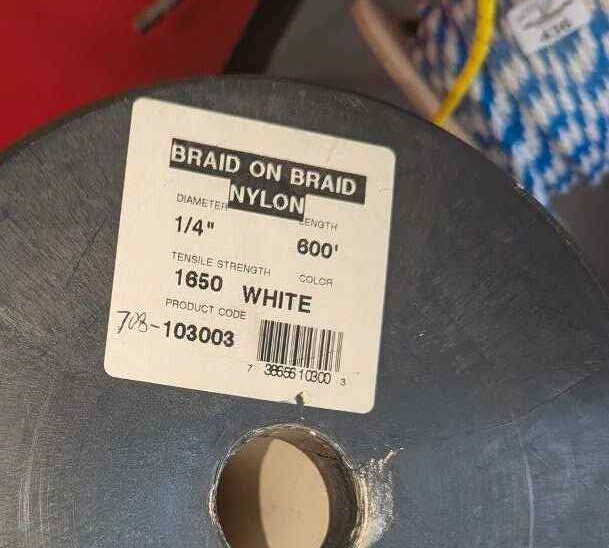 BRAID ON BRAID
NYLON
DIAMETER LENGTH
1/4" 600'
TENSILE STRENGTH COLOR
1650 WHITE
PRODUCT CODE
708-103003
7 38656 10300 3
436